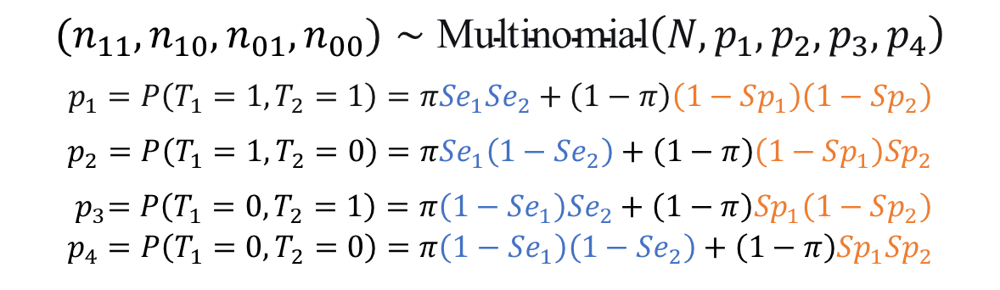 (n₁₁, n₁₀, n₀₁, n₀₀) ~ Multinomial(N, p₁, p₂, p₃, p₄)
p₁ = P(T₁ = 1, T₂ = 1) = πSe₁Se₂ + (1 − π)(1 − Sp₁)(1 − Sp₂)
p₂ = P(T₁ = 1, T₂ = 0) = πSe₁(1 − Se₂) + (1 − π)(1 − Sp₁)Sp₂
p₃= P(T₁ = 0, T₂ = 1) = π(1 − Se₁)Se₂ + (1 − π)Sp₁(1 − Sp₂)
p₄ = P(T₁ = 0, T₂ = 0) = π(1 − Se₁)(1 − Se₂) + (1 − π)Sp₁Sp₂